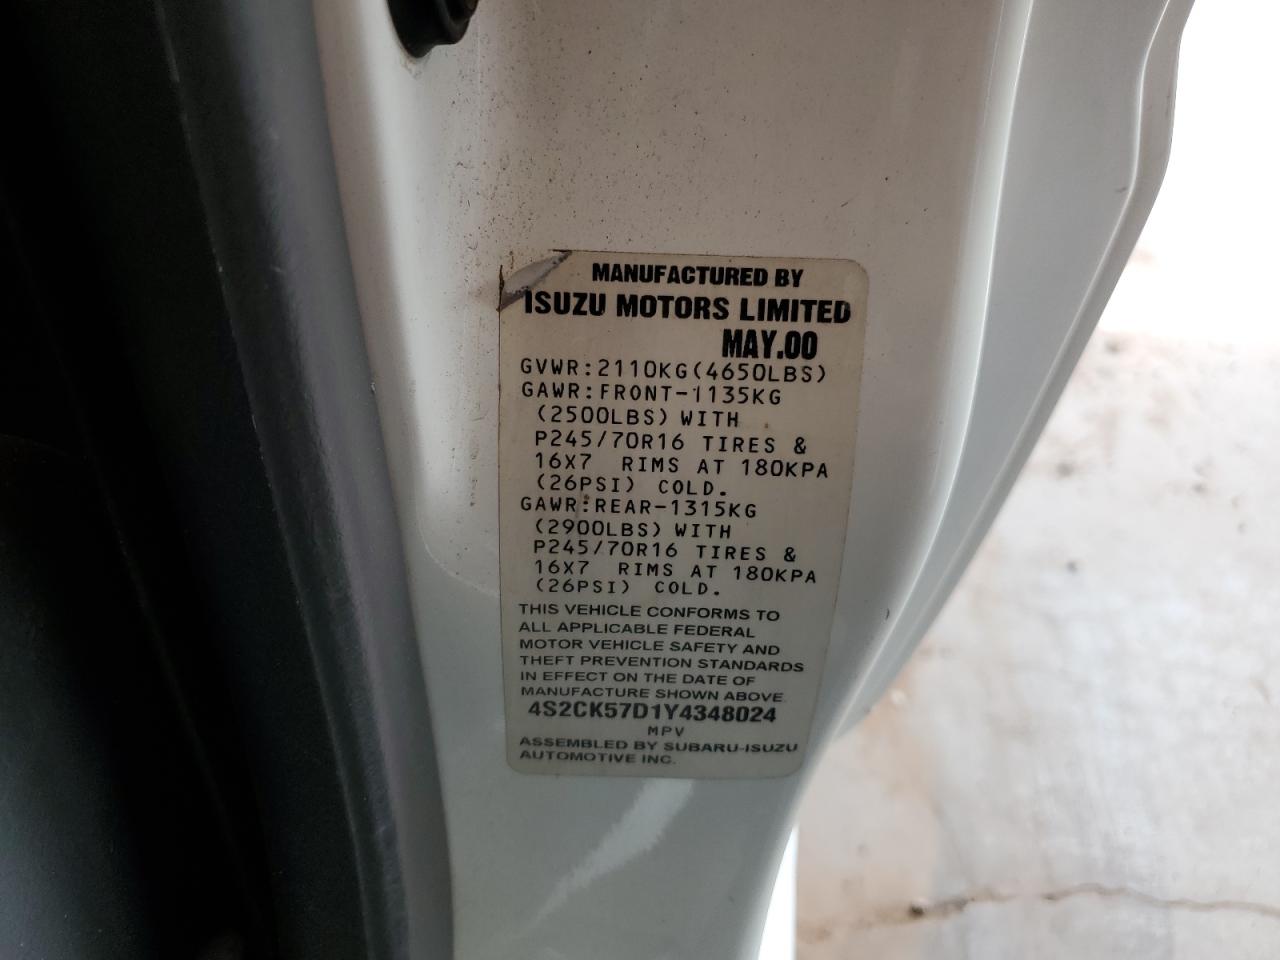 MANUFACTURED BY
ISUZU MOTORS LIMITED
MAY.00
GVWR:2110KG(4650LBS)
GAWR:FRONT-1135KG
(2500LBS) WITH
P245/70R16 TIRES &
16X7 RIMS AT 180KPA
(26PSI) COLD.
GAWR:REAR-1315KG
(2900LBS) WITH
P245/70R16 TIRES &
16X7 RIMS AT 180KPA
(26PSI) COLD.
THIS VEHICLE CONFORMS TO
ALL APPLICABLE FEDERAL
MOTOR VEHICLE SAFETY AND
THEFT PREVENTION STANDARDS
IN EFFECT ON THE DATE OF
MANUFACTURE SHOWN ABOVE.
4S2CK57D1Y4348024
MPV
ASSEMBLED BY SUBARU-ISUZU
AUTOMOTIVE INC.